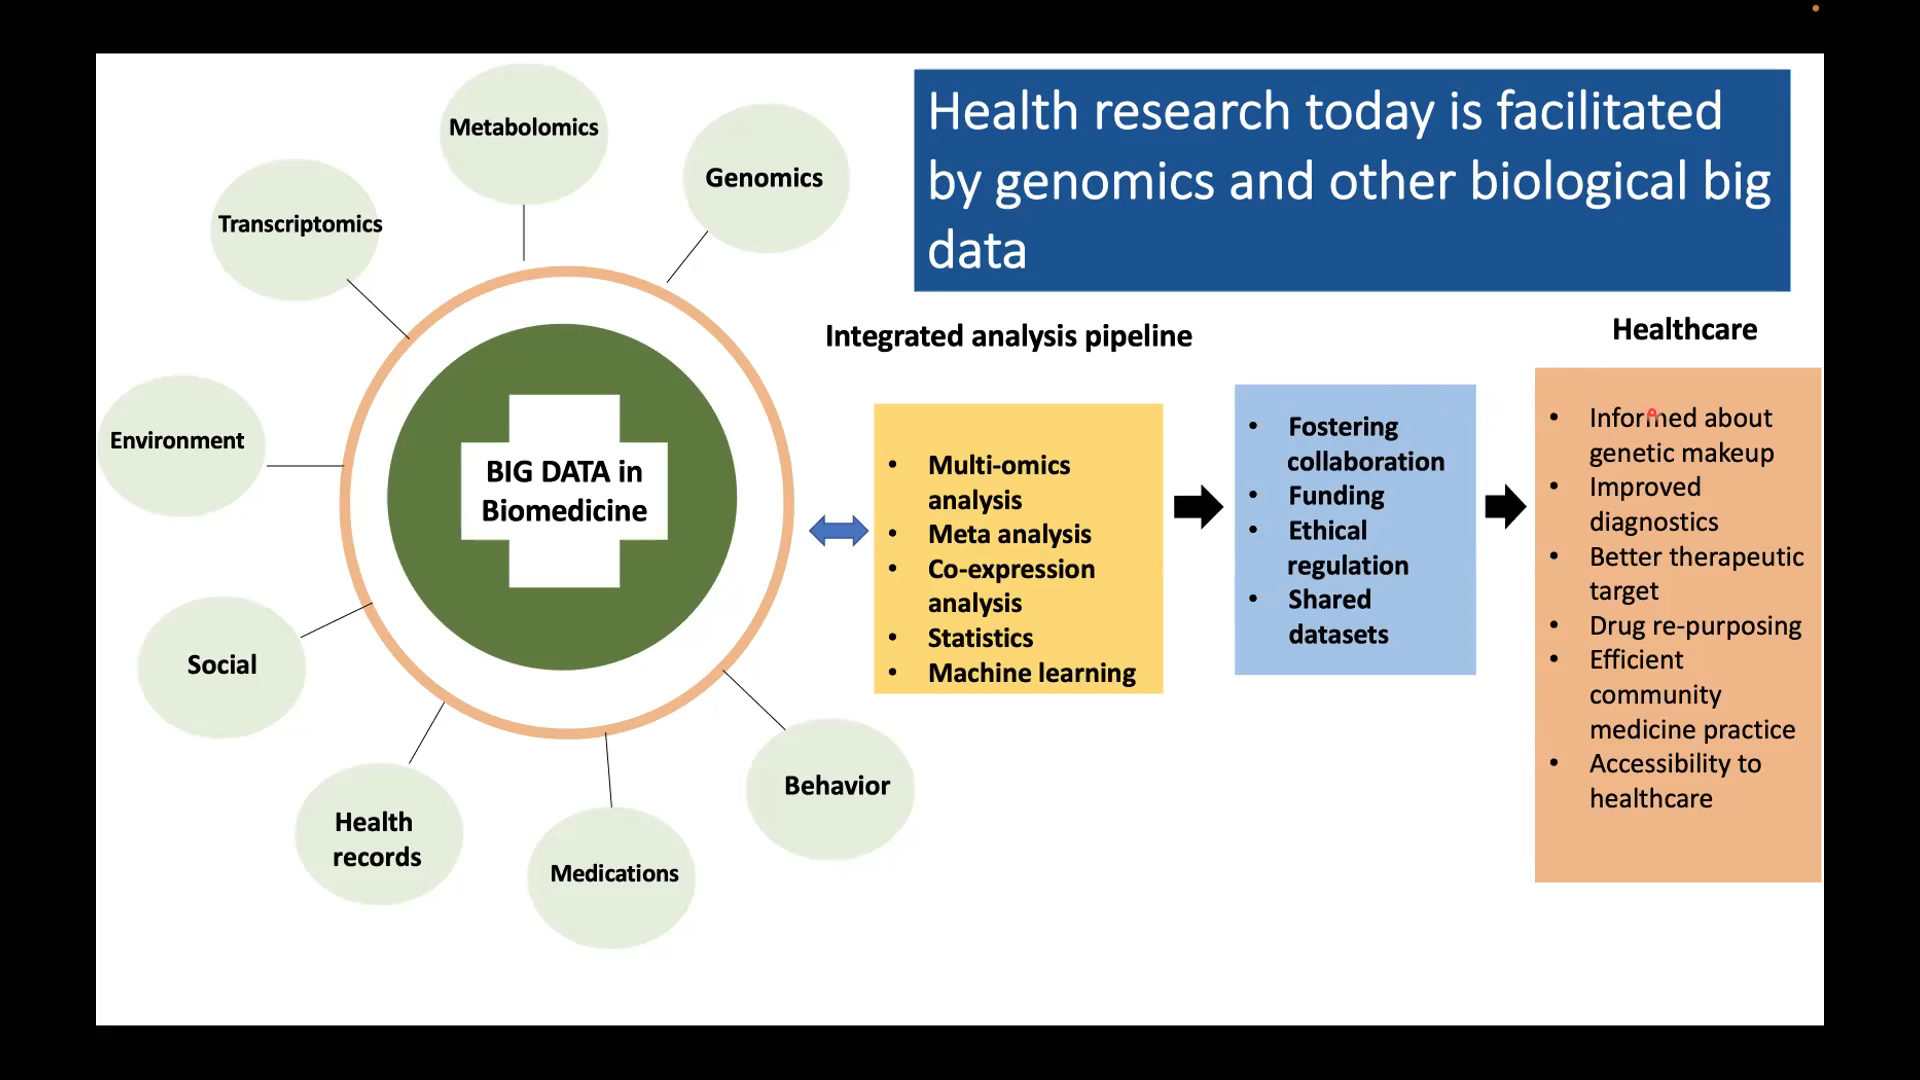 Health research today is facilitated
by genomics and other biological big
data
Metabolomics
Genomics
Transcriptomics
Environment
Social
Health
records
Medications
Behavior
BIG DATA in
Biomedicine
Integrated analysis pipeline
• Multi-omics
analysis
• Meta analysis
• Co-expression
analysis
• Statistics
• Machine learning
• Fostering
collaboration
• Funding
• Ethical
regulation
• Shared
datasets
Healthcare
• Informed about
genetic makeup
• Improved
diagnostics
• Better therapeutic
target
• Drug re-purposing
• Efficient
community
medicine practice
• Accessibility to
healthcare